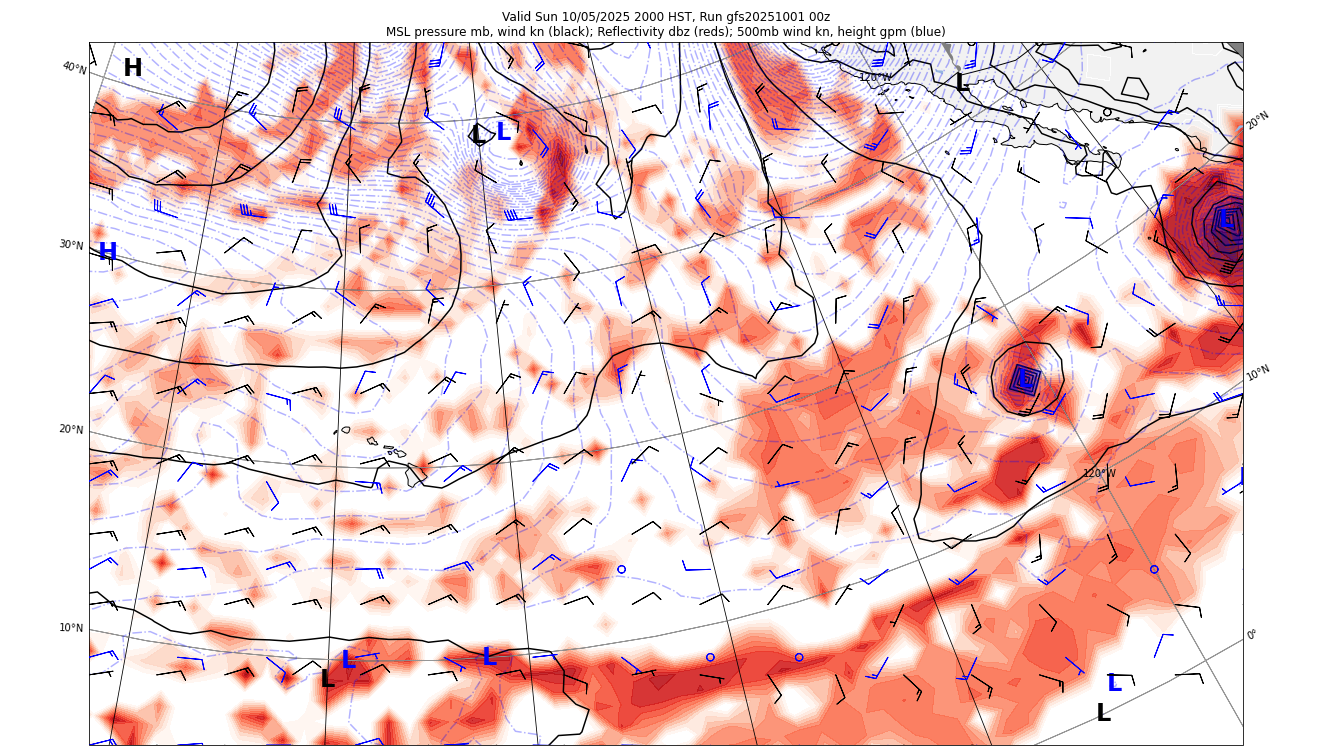 Valid Sun 10/05/2025 2000 HST, Run gfs20251001 00z
MSL pressure mb, wind kn (black); Reflectivity dbz (reds); 500mb wind kn, height gpm (blue)
40°N
H
120°W
L
20°N
L
L
L
30°N
H
10°N
L
20°N
120°W
10°N
0°
L
L
L
L
L